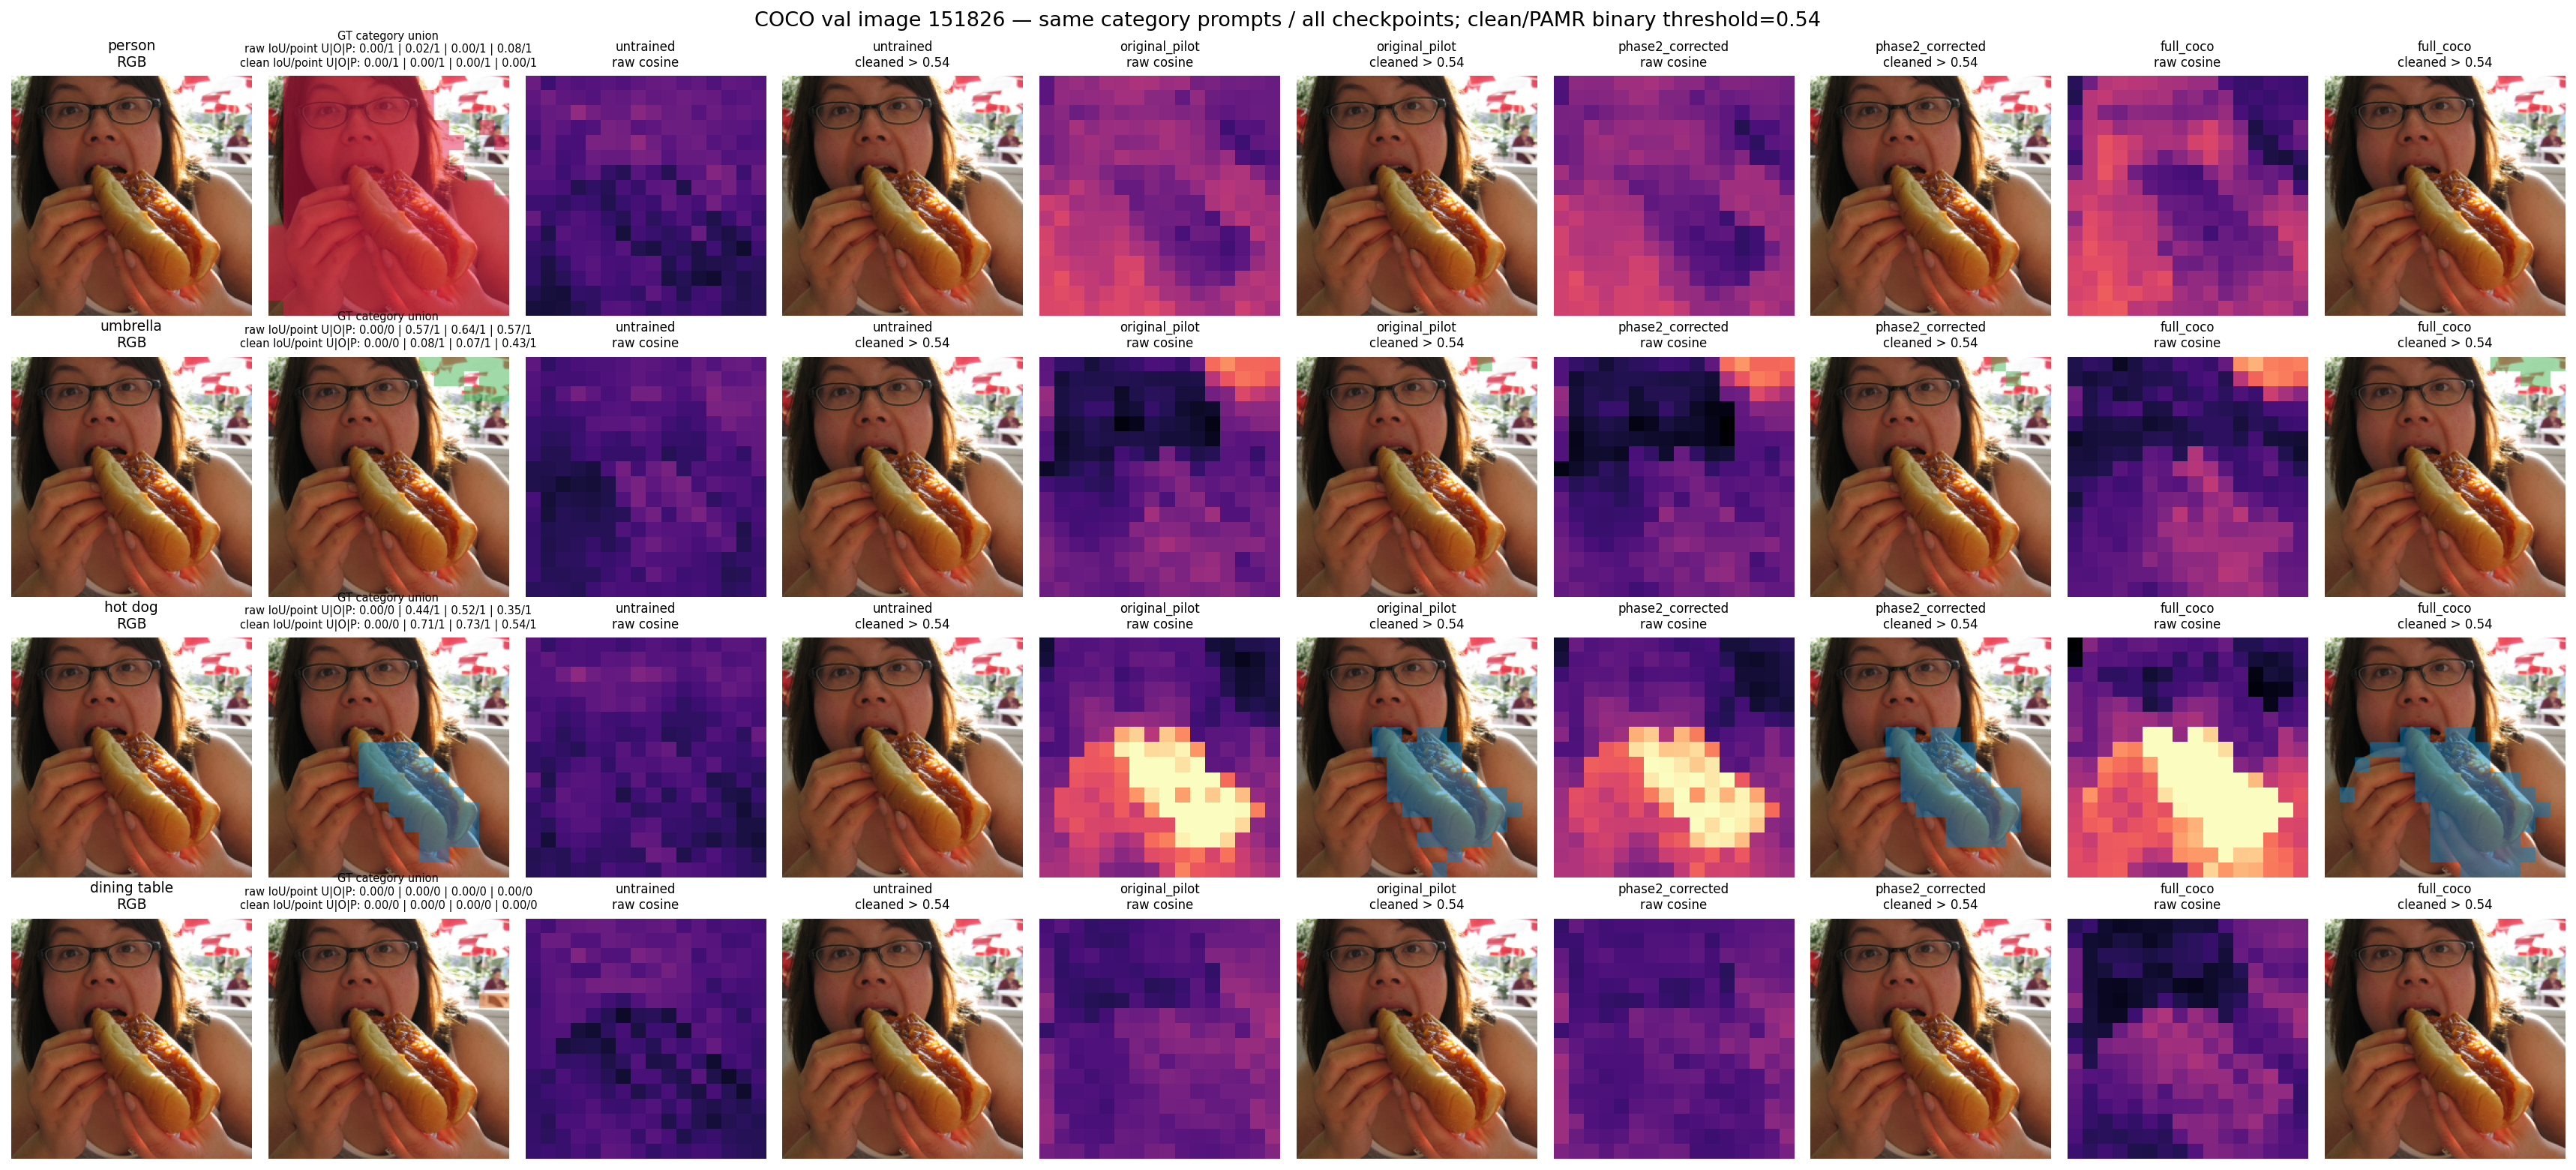 COCO val image 151826 — same category prompts / all checkpoints; clean/PAMR binary threshold=0.54
person
RGB
GT category union
raw IoU/point U|O|P: 0.00/1 | 0.02/1 | 0.00/1 | 0.08/1
clean IoU/point U|O|P: 0.00/1 | 0.00/1 | 0.00/1 | 0.00/1
untrained
raw cosine
untrained
cleaned > 0.54
original_pilot
raw cosine
original_pilot
cleaned > 0.54
phase2_corrected
raw cosine
phase2_corrected
cleaned > 0.54
full_coco
raw cosine
full_coco
cleaned > 0.54
umbrella
RGB
GT category union
raw IoU/point U|O|P: 0.00/0 | 0.57/1 | 0.64/1 | 0.57/1
clean IoU/point U|O|P: 0.00/0 | 0.08/1 | 0.07/1 | 0.43/1
untrained
raw cosine
untrained
cleaned > 0.54
original_pilot
raw cosine
original_pilot
cleaned > 0.54
phase2_corrected
raw cosine
phase2_corrected
cleaned > 0.54
full_coco
raw cosine
full_coco
cleaned > 0.54
hot dog
RGB
GT category union
raw IoU/point U|O|P: 0.00/0 | 0.44/1 | 0.52/1 | 0.35/1
clean IoU/point U|O|P: 0.00/0 | 0.71/1 | 0.73/1 | 0.54/1
untrained
raw cosine
untrained
cleaned > 0.54
original_pilot
raw cosine
original_pilot
cleaned > 0.54
phase2_corrected
raw cosine
phase2_corrected
cleaned > 0.54
full_coco
raw cosine
full_coco
cleaned > 0.54
dining table
RGB
GT category union
raw IoU/point U|O|P: 0.00/0 | 0.00/0 | 0.00/0 | 0.00/0
clean IoU/point U|O|P: 0.00/0 | 0.00/0 | 0.00/0 | 0.00/0
untrained
raw cosine
untrained
cleaned > 0.54
original_pilot
raw cosine
original_pilot
cleaned > 0.54
phase2_corrected
raw cosine
phase2_corrected
cleaned > 0.54
full_coco
raw cosine
full_coco
cleaned > 0.54